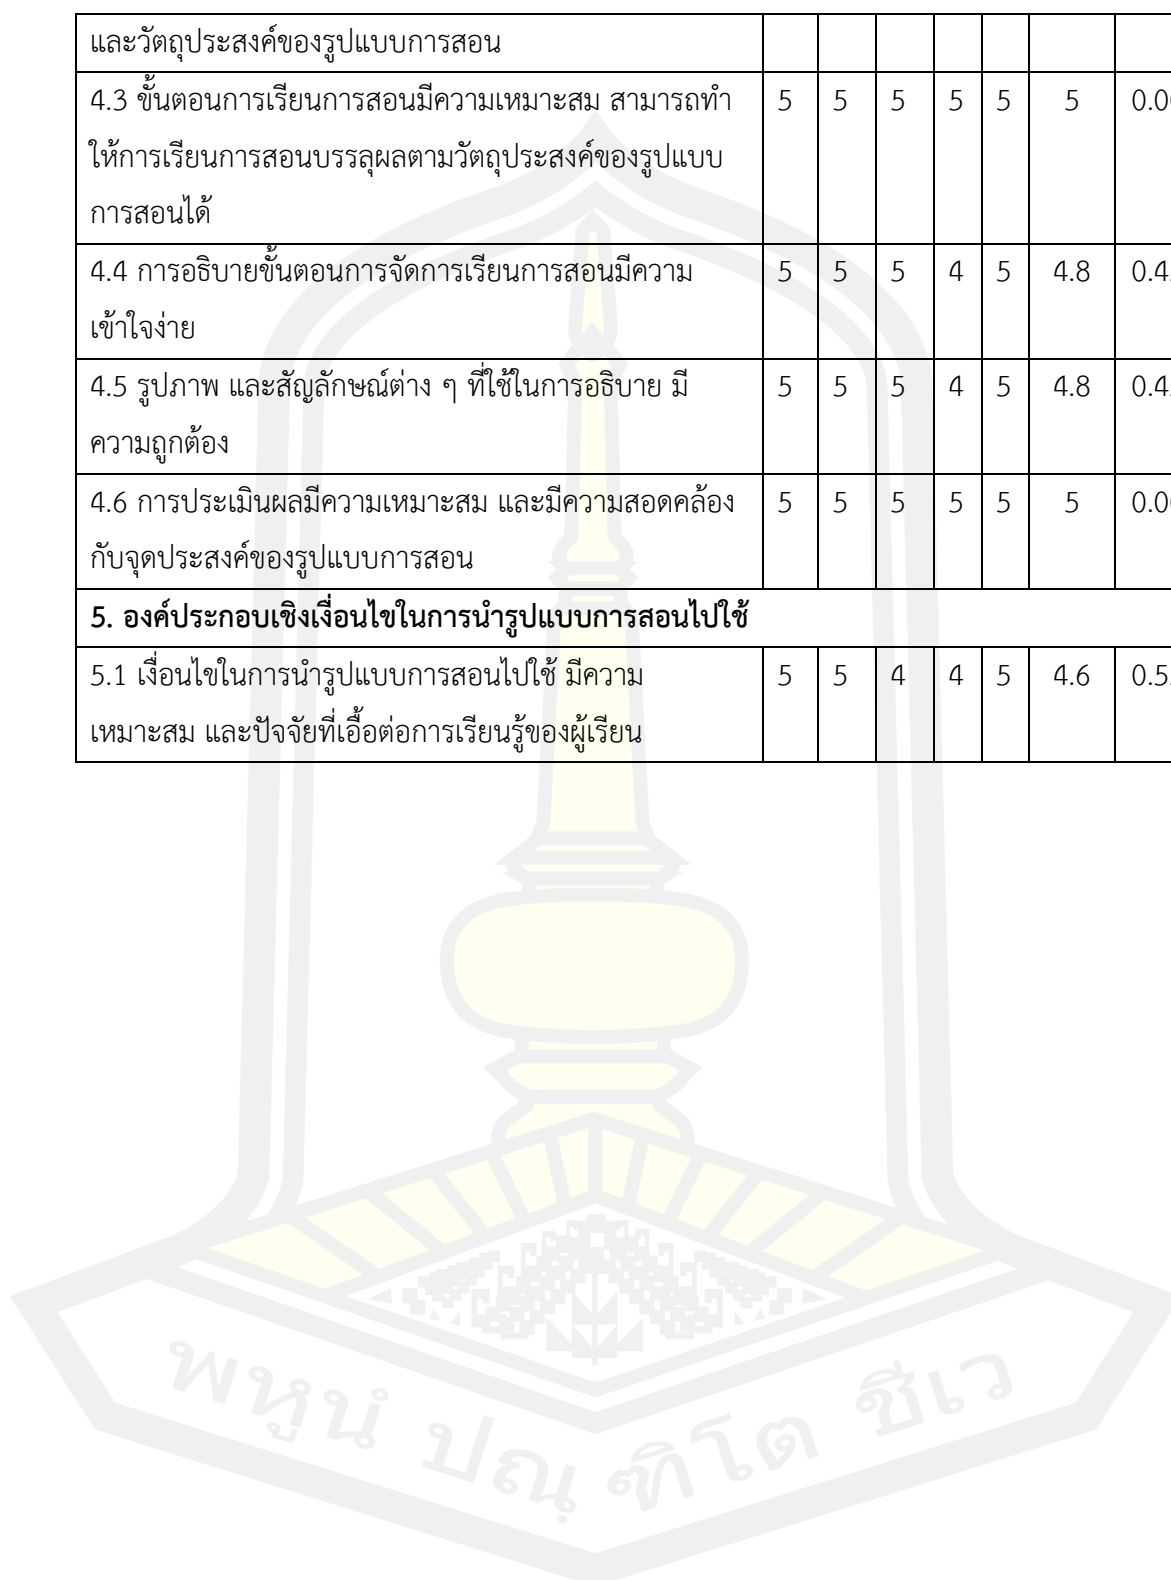 และวัตถุประสงค์ของรูปแบบการสอน
4.3 ขั้นตอนการเรียนการสอนมีความเหมาะสม สามารถทำ 5 5 5 5 5 5
ให้การเรียนการสอนบรรลุผลตามวัตถุประสงค์ของรูปแบบ
การสอนได้
4.4 การอธิบายขั้นตอนการจัดการเรียนการสอนมีความ 5 5 5 4 5 4.8
เข้าใจง่าย
4.5 รูปภาพ และสัญลักษณ์ต่าง ๆ ที่ใช้ในการอธิบาย มี 5 5 5 4 5 4.8
ความถูกต้อง
4.6 การประเมินผลมีความเหมาะสม และมีความสอดคล้อง 5 5 5 5 5 5
กับจุดประสงค์ของรูปแบบการสอน
5. องค์ประกอบเชิงเงื่อนไขในการนำรูปแบบการสอนไปใช้
5.1 เงื่อนไขในการนำรูปแบบการสอนไปใช้ มีความ 5 5 4 4 5 4.6
เหมาะสม และปัจจัยที่เอื้อต่อการเรียนรู้ของผู้เรียน
พหูนํ ปณฺฑิโต ชีเว